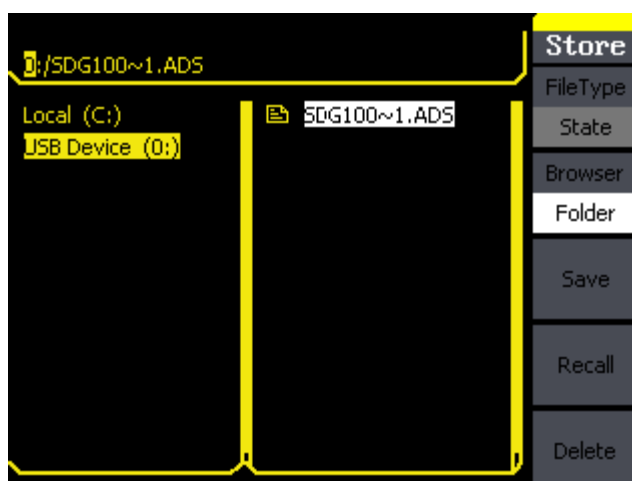 Store
0:/SDG100~1.ADS
FileType
State
Local (C:)
USB Device (0:)
SDG100~1.ADS
Browser
Folder
Save
Recall
Delete